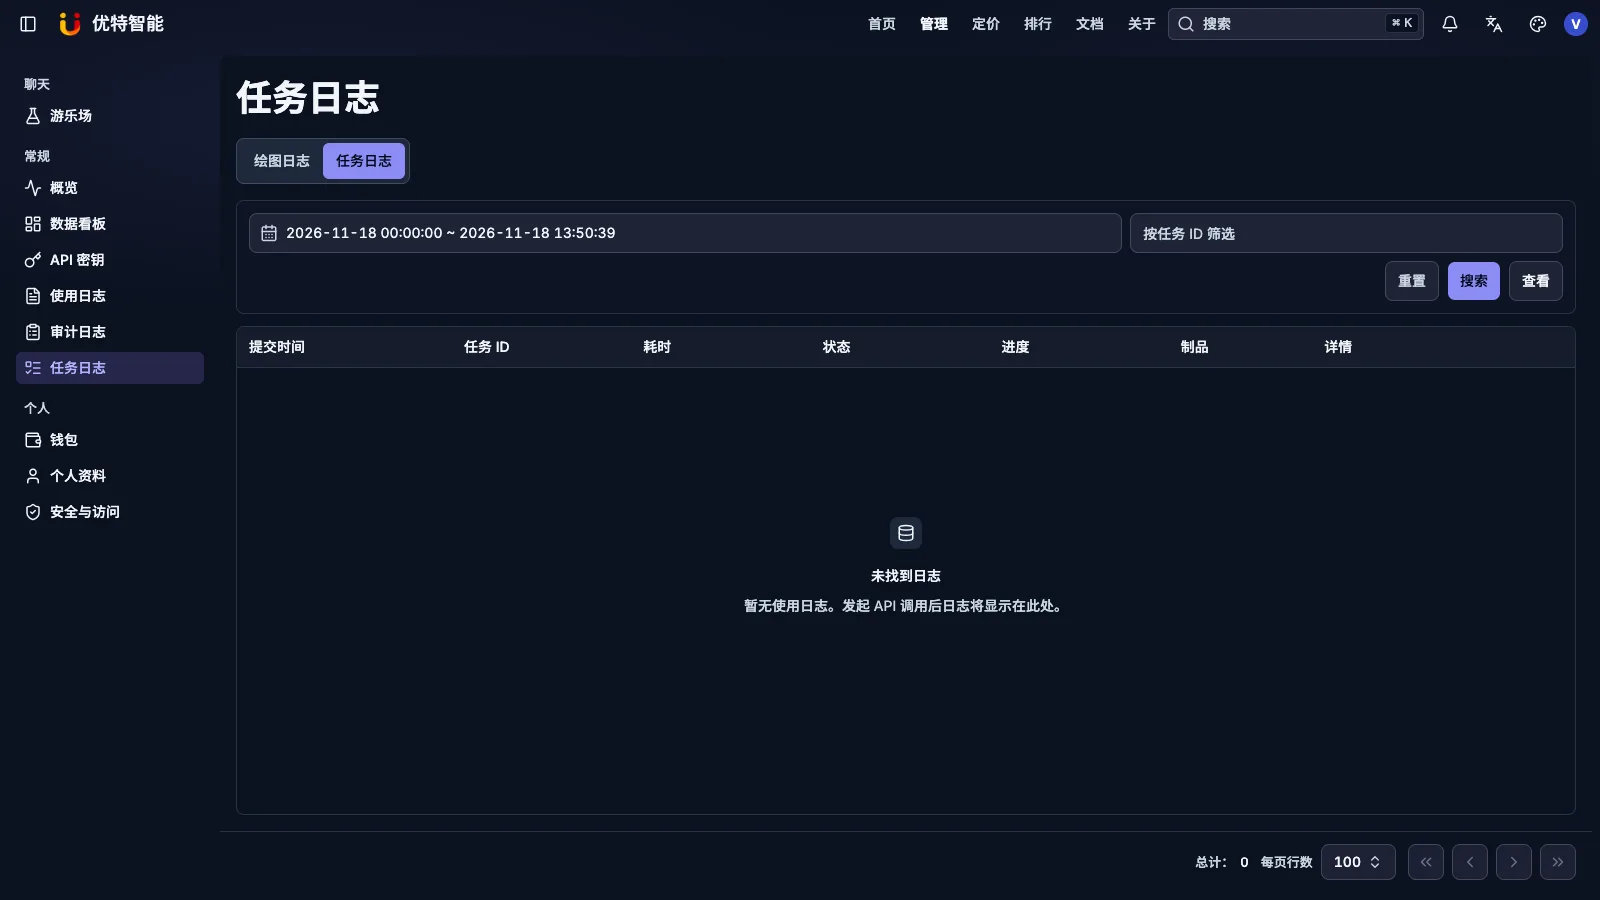 优特智能
首页 管理 定价 排行 文档 关于 搜索 ⌘ K V
聊天
游乐场
常规
概览
数据看板
API 密钥
使用日志
审计日志
任务日志
个人
钱包
个人资料
安全与访问
任务日志
绘图日志 任务日志
2026-11-18 00:00:00 ~ 2026-11-18 13:50:39 按任务 ID 筛选
重置 搜索 查看
提交时间 任务 ID 耗时 状态 进度 制品 详情
未找到日志
暂无使用日志。发起 API 调用后日志将显示在此处。
总计： 0 每页行数 100